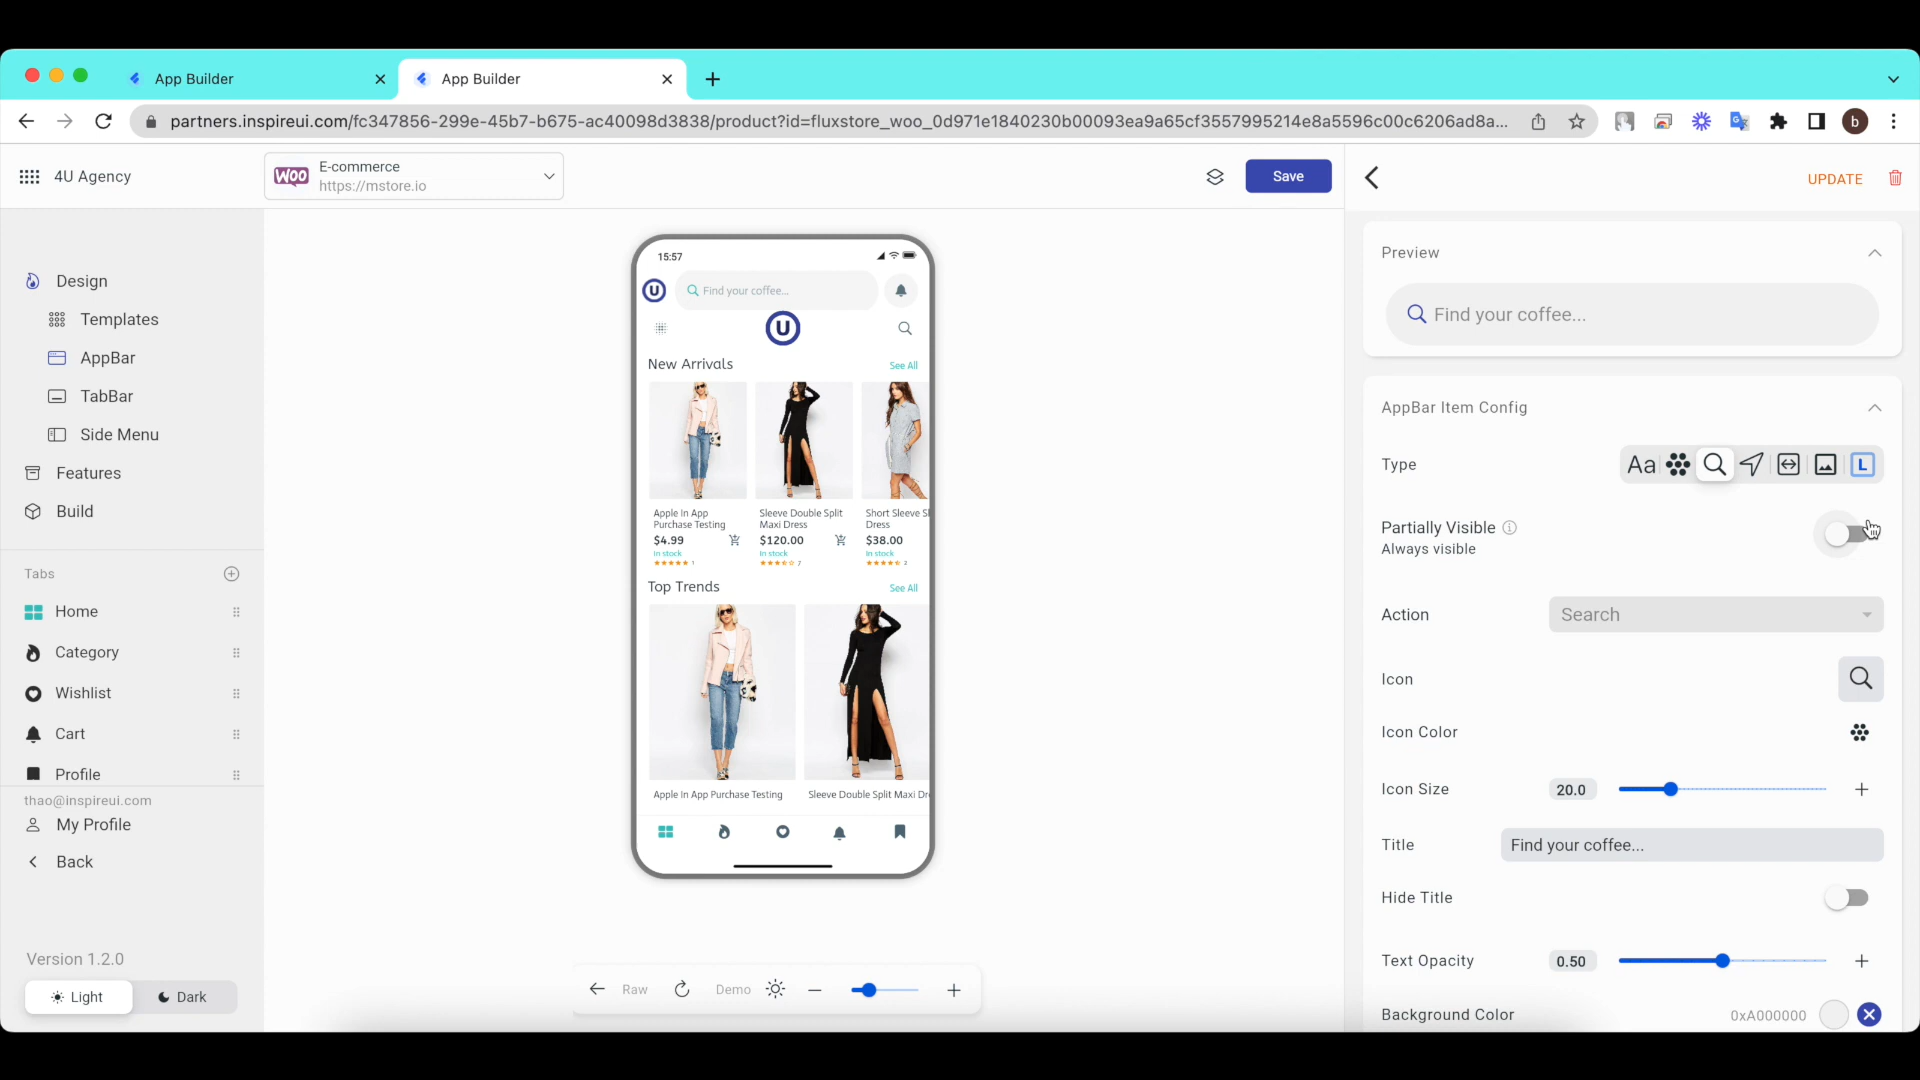 App Builder
App Builder
partners.inspireui.com/fc347856-299e-45b7-b675-ac40098d3838/product?id=fluxstore_woo_0d971e1840230b00093ea9a65cf3557995214e8a5596c00c6206ad8a...
b
4U Agency
WOO
E-commerce
https://mstore.io
Save
UPDATE
Design
Templates
AppBar
TabBar
Side Menu
Features
Build
Tabs
Home
Category
Wishlist
Cart
Profile
thao@inspireui.com
My Profile
Back
Version 1.2.0
Light
Dark
15:57
U
Find your coffee...
U
New Arrivals
See All
Apple In App
Purchase Testing
$4.99
In stock
1
Sleeve Double Split
Maxi Dress
$120.00
In stock
7
Short Sleeve S
Dress
$38.00
In stock
2
Top Trends
See All
Apple In App Purchase Testing
Sleeve Double Split Maxi Dr
Raw
Demo
Preview
Find your coffee...
AppBar Item Config
Type
Aa
L
Partially Visible
Always visible
Action
Search
Icon
Icon Color
Icon Size
20.0
Title
Find your coffee...
Hide Title
Text Opacity
0.50
Background Color
0xA000000